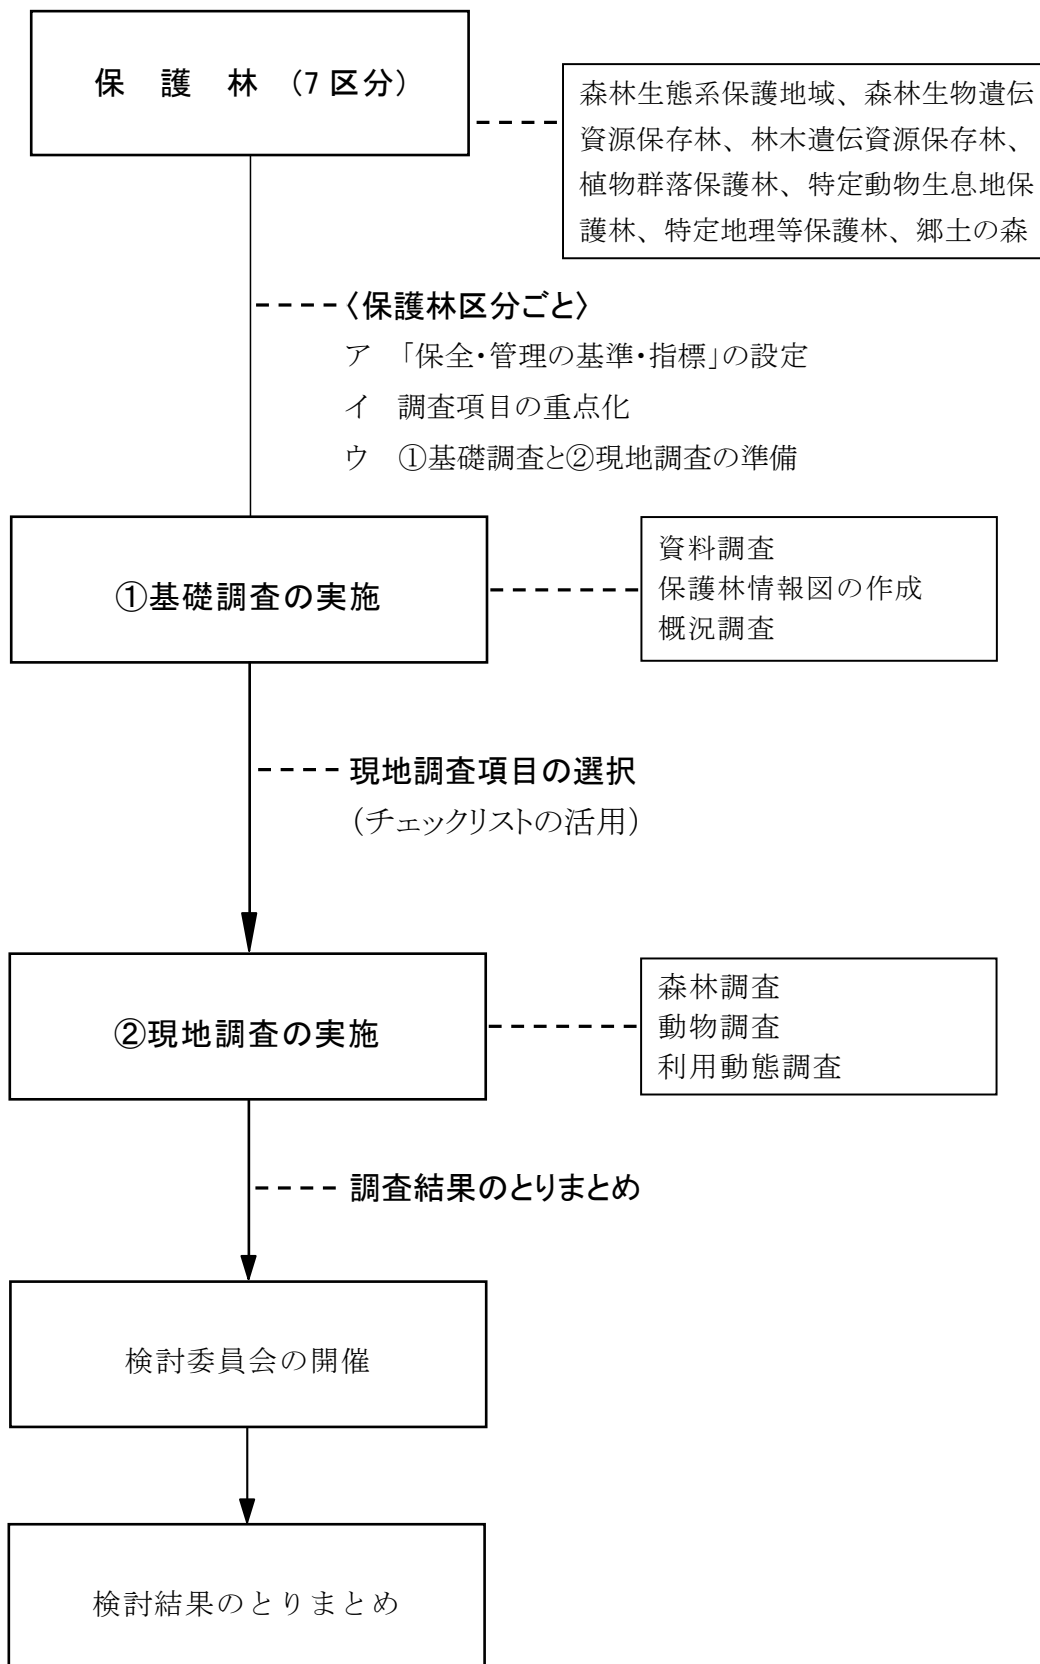 保 護 林 (7 区分)
森林生態系保護地域、森林生物遺伝
資源保存林、林木遺伝資源保存林、
植物群落保護林、特定動物生息地保
護林、特定地理等保護林、郷土の森
〈保護林区分ごと〉
ア 「保全・管理の基準・指標」の設定
イ 調査項目の重点化
ウ ①基礎調査と②現地調査の準備
①基礎調査の実施
資料調査
保護林情報図の作成
概況調査
現地調査項目の選択
(チェックリストの活用)
②現地調査の実施
森林調査
動物調査
利用動態調査
調査結果のとりまとめ
検討委員会の開催
検討結果のとりまとめ